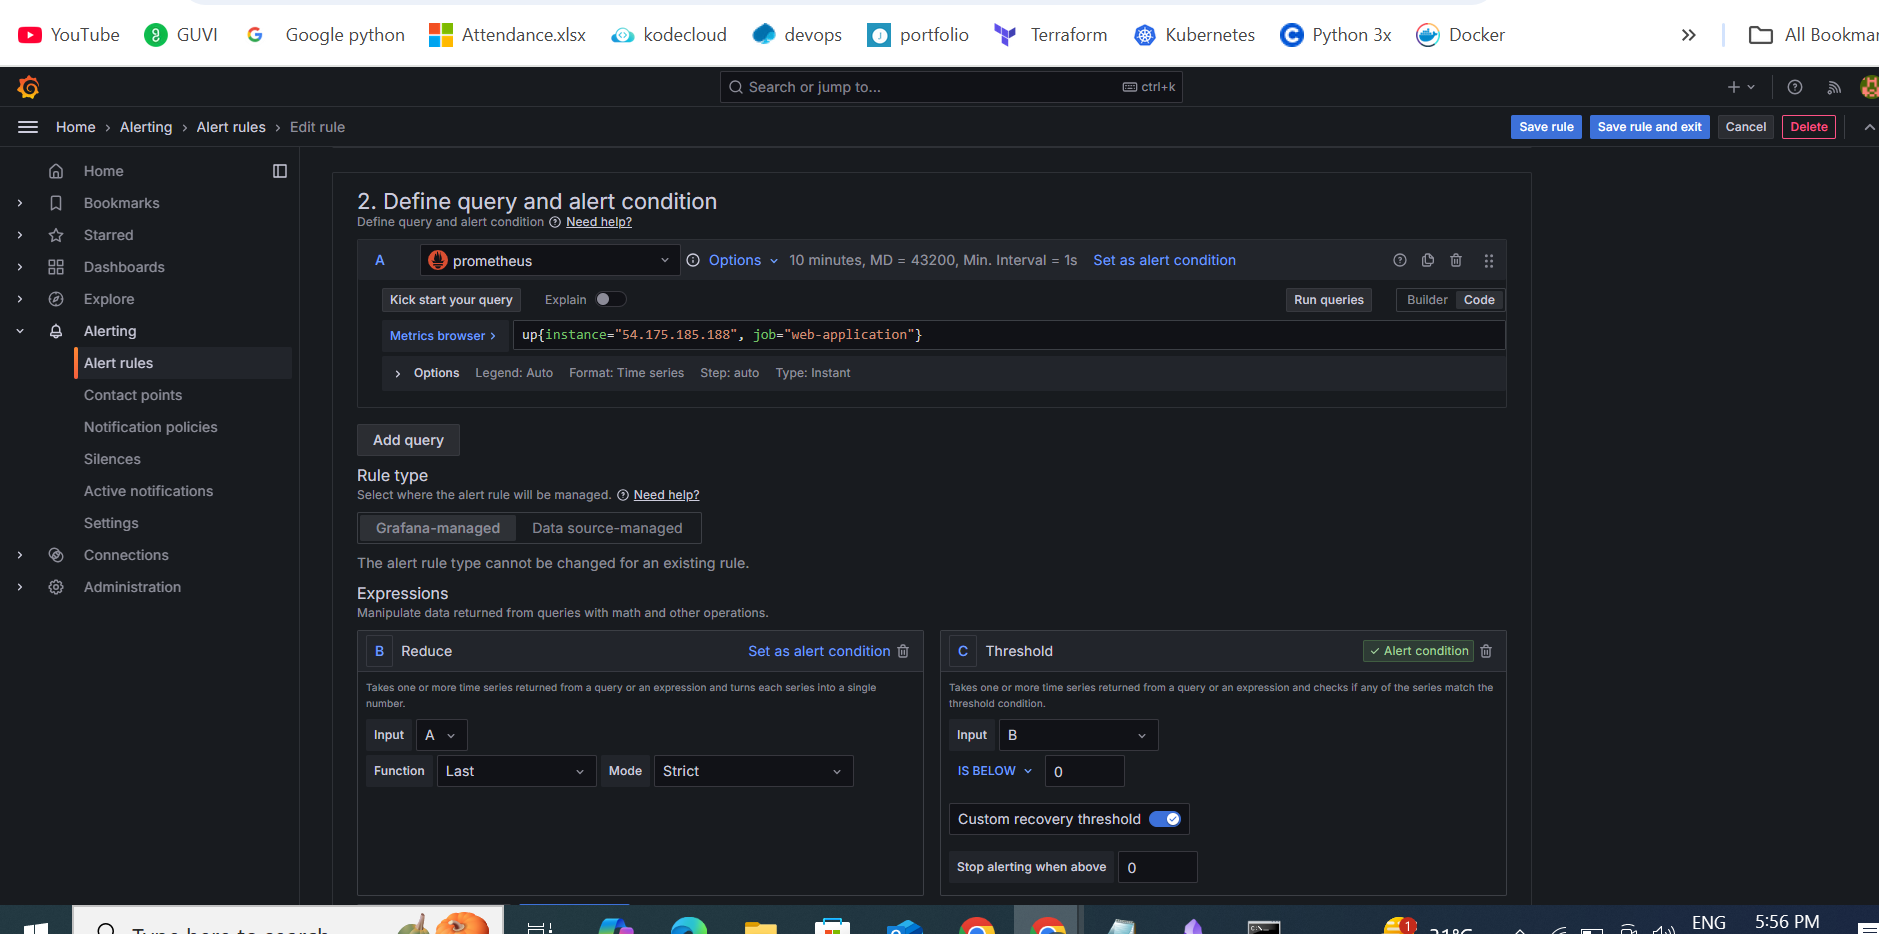 YouTube GUVI Google python Attendance.xlsx kodecloud devops portfolio Terraform Kubernetes Python 3x Docker » All Bookmar
Search or jump to... ctrl+k
Home › Alerting › Alert rules › Edit rule Save rule Save rule and exit Cancel Delete
Home
Bookmarks
Starred
Dashboards
Explore
Alerting
Alert rules
Contact points
Notification policies
Silences
Active notifications
Settings
Connections
Administration
2. Define query and alert condition
Define query and alert condition Need help?
A prometheus Options 10 minutes, MD = 43200, Min. Interval = 1s Set as alert condition
Kick start your query Explain Run queries Builder Code
Metrics browser > up{instance="54.175.185.188", job="web-application"}
Options Legend: Auto Format: Time series Step: auto Type: Instant
Add query
Rule type
Select where the alert rule will be managed. Need help?
Grafana-managed Data source-managed
The alert rule type cannot be changed for an existing rule.
Expressions
Manipulate data returned from queries with math and other operations.
B Reduce Set as alert condition
Takes one or more time series returned from a query or an expression and turns each series into a single
number.
Input A
Function Last Mode Strict
C Threshold Alert condition
Takes one or more time series returned from a query or an expression and checks if any of the series match the
threshold condition.
Input B
IS BELOW 0
Custom recovery threshold
Stop alerting when above 0
Type here to search 1 31°C ENG 5:56 PM